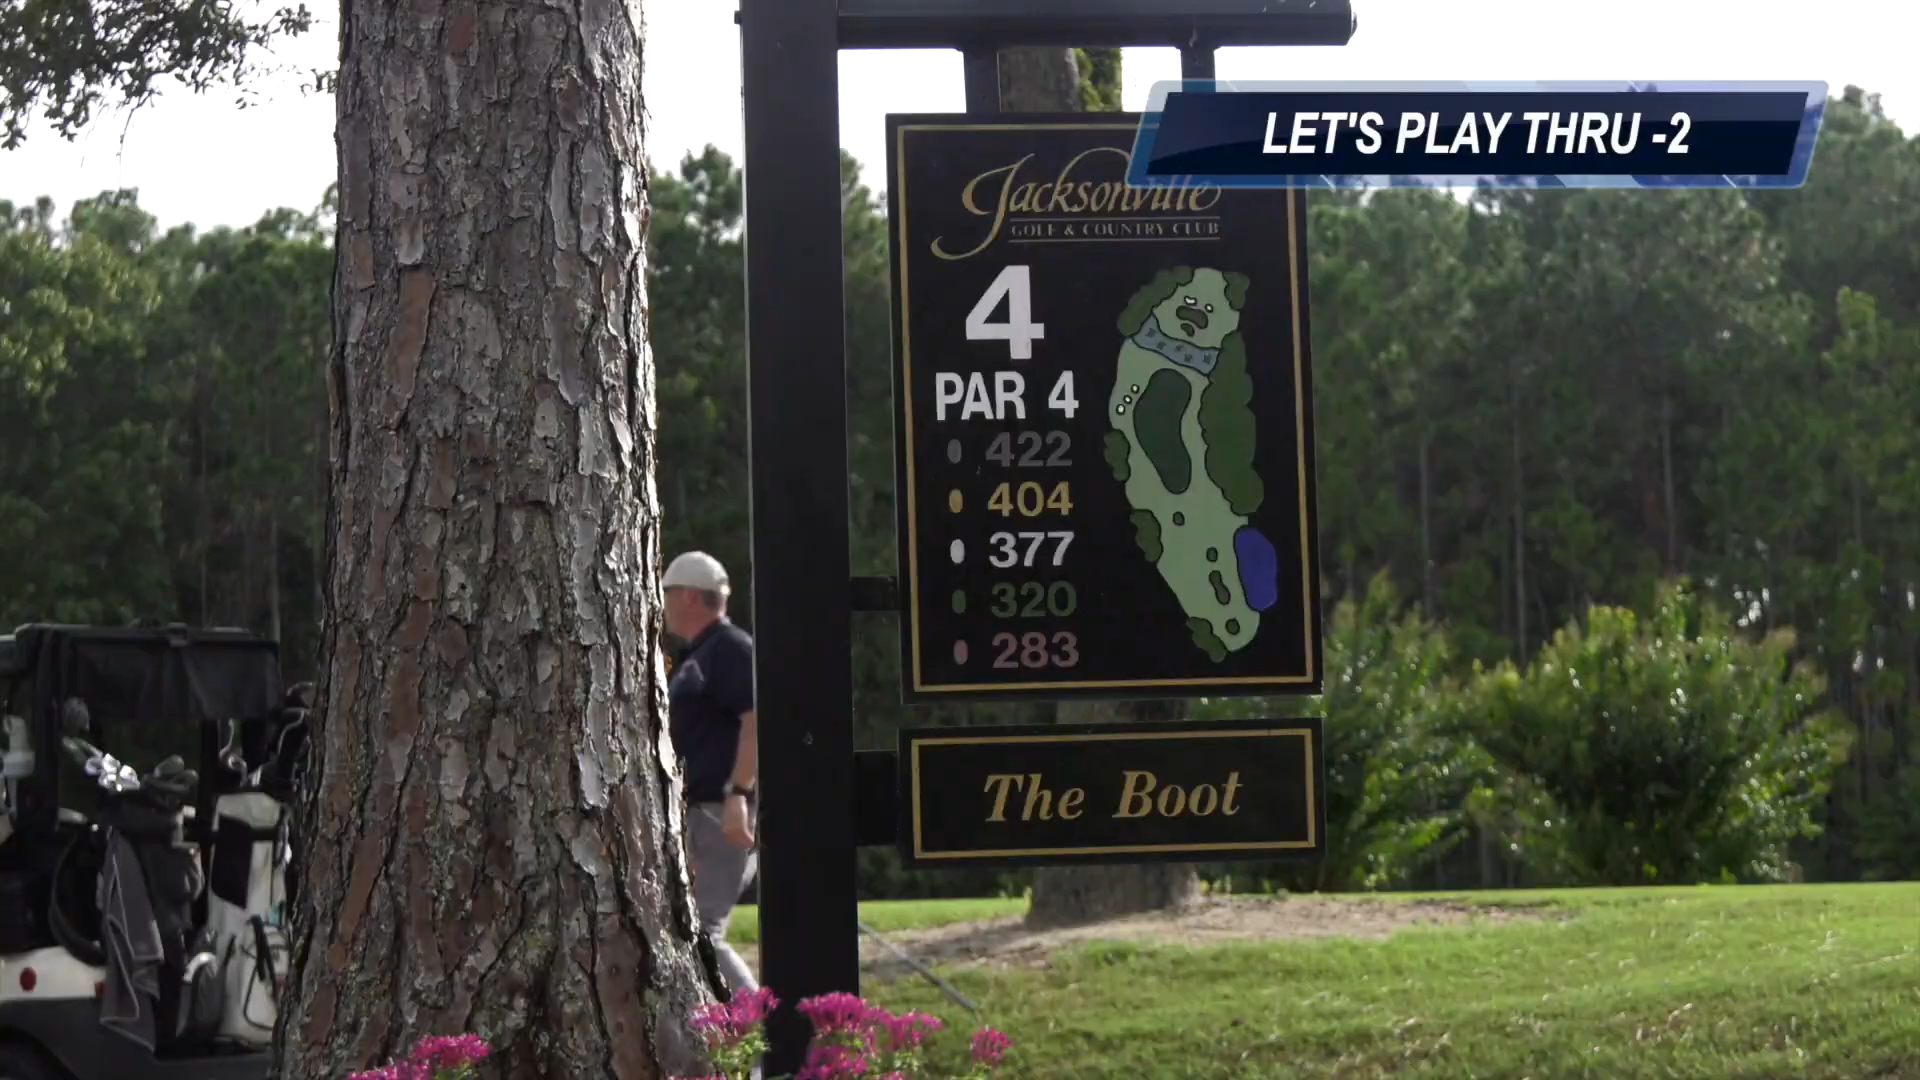 LET'S PLAY THRU -2
Jacksonville
GOLF & COUNTRY CLUB
4
PAR 4
422
404
377
320
283
The Boot